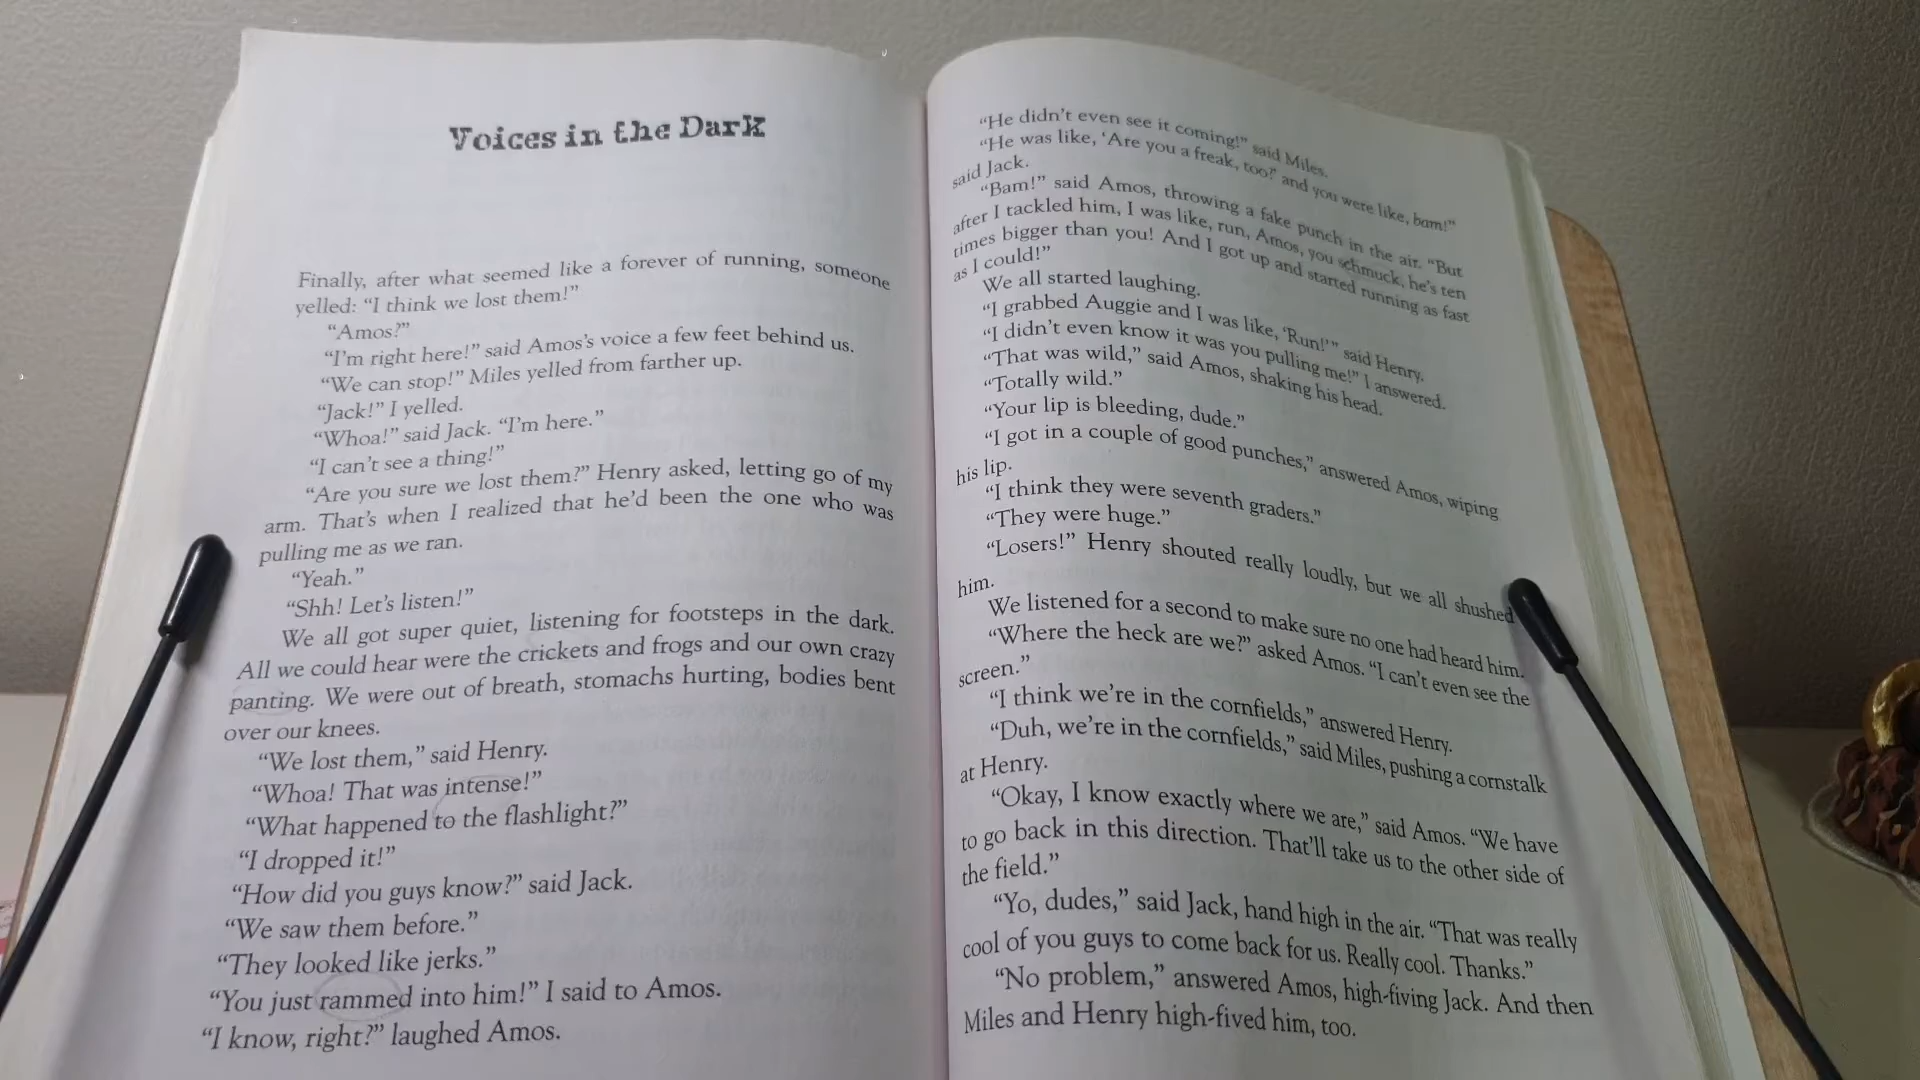 Voices in the Dark
Finally, after what seemed like a forever of running, someone
yelled: “I think we lost them!”
“Amos?”
“I’m right here!” said Amos’s voice a few feet behind us.
“We can stop!” Miles yelled from farther up.
“Jack!” I yelled.
“Whoa!” said Jack. “I’m here.”
“I can’t see a thing!”
“Are you sure we lost them?” Henry asked, letting go of my
arm. That’s when I realized that he’d been the one who was
pulling me as we ran.
“Yeah.”
“Shh! Let’s listen!”
We all got super quiet, listening for footsteps in the dark.
All we could hear were the crickets and frogs and our own crazy
panting. We were out of breath, stomachs hurting, bodies bent
over our knees.
“We lost them,” said Henry.
“Whoa! That was intense!”
“What happened to the flashlight?”
“I dropped it!”
“How did you guys know?” said Jack.
“We saw them before.”
“They looked like jerks.”
“You just rammed into him!” I said to Amos.
“I know, right?” laughed Amos.
“He didn’t even see it coming!” said Miles.
“He was like, ‘Are you a freak, too?’ and you were like, bam!”
said Jack.
“Bam!” said Amos, throwing a fake punch in the air. “But
after I tackled him, I was like, run, Amos, you schmuck, he’s ten
times bigger than you! And I got up and started running as fast
as I could!”
We all started laughing.
“I grabbed Auggie and I was like, ‘Run!’” said Henry.
“I didn’t even know it was you pulling me!” I answered.
“That was wild,” said Amos, shaking his head.
“Totally wild.”
“Your lip is bleeding, dude.”
“I got in a couple of good punches,” answered Amos, wiping
his lip.
“I think they were seventh graders.”
“They were huge.”
“Losers!” Henry shouted really loudly, but we all shushed
him.
We listened for a second to make sure no one had heard him.
“Where the heck are we?” asked Amos. “I can’t even see the
screen.”
“I think we’re in the cornfields,” answered Henry.
“Duh, we’re in the cornfields,” said Miles, pushing a cornstalk
at Henry.
“Okay, I know exactly where we are,” said Amos. “We have
to go back in this direction. That’ll take us to the other side of
the field.”
“Yo, dudes,” said Jack, hand high in the air. “That was really
cool of you guys to come back for us. Really cool. Thanks.”
“No problem,” answered Amos, high-fiving Jack. And then
Miles and Henry high-fived him, too.